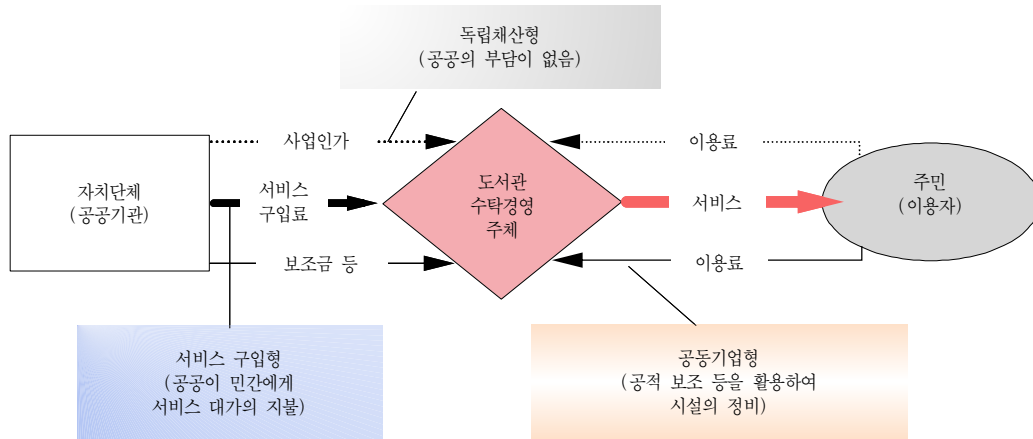 독립채산형
(공공의 부담이 없음)
사업인가
이용료
자치단체
(공공기관)
서비스
구입료
도서관
수탁경영
주체
서비스
주민
(이용자)
보조금 등
이용료
서비스 구입형
(공공이 민간에게
서비스 대가의 지불)
공동기업형
(공적 보조 등을 활용하여
시설의 정비)